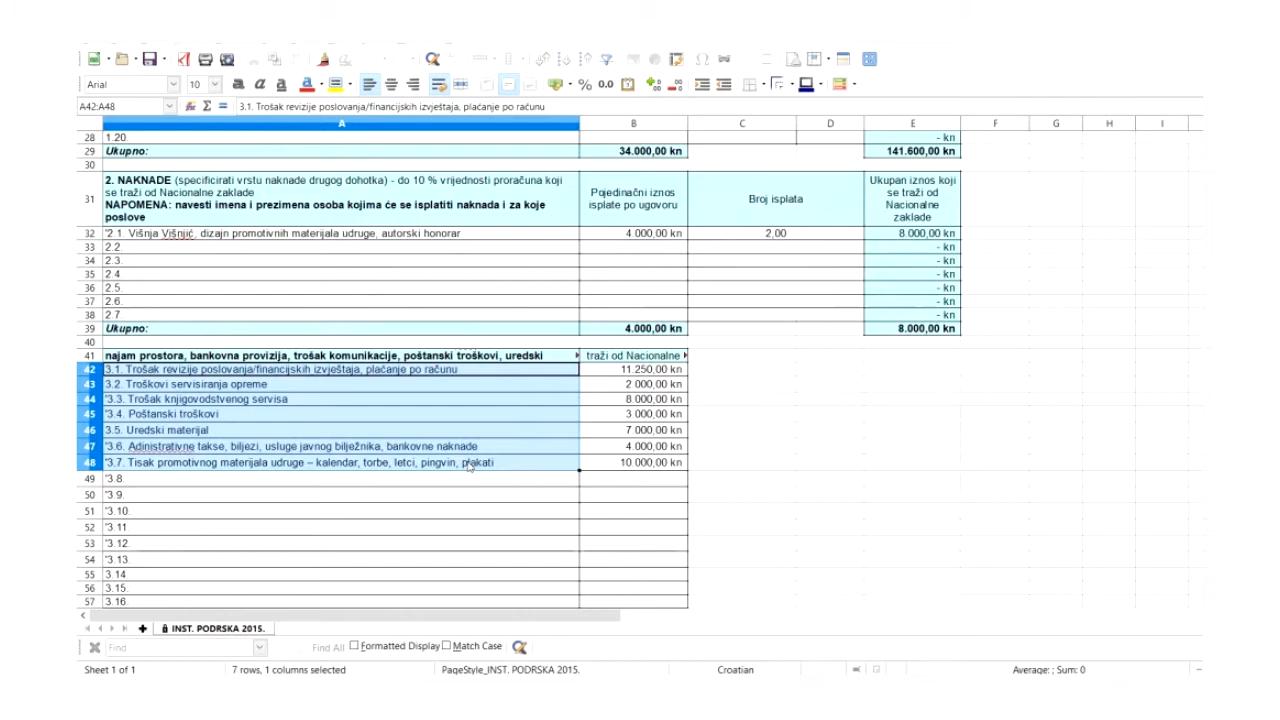 Arial 10
A42:A48 3.1. Trošak revizije poslovanja/financijskih izvještaja, plaćanje po računu
A B C D E F G H I
28 1.20 - kn
29 Ukupno: 34.000,00 kn 141.600,00 kn
30
31 2. NAKNADE (specificirati vrstu naknade drugog dohotka) - do 10 % vrijednosti proračuna koji
se traži od Nacionalne zaklade
NAPOMENA: navesti imena i prezimena osoba kojima će se isplatiti naknada i za koje
poslove
Pojedinačni iznos
isplate po ugovoru
Broj isplata
Ukupan iznos koji
se traži od
Nacionalne
zaklade
32 '2.1. Višnja Višnjić, dizajn promotivnih materijala udruge, autorski honorar 4.000,00 kn 2,00 8.000,00 kn
33 2.2. - kn
34 2.3. - kn
35 2.4 - kn
36 2.5. - kn
37 2.6. - kn
38 2.7 - kn
39 Ukupno: 4.000,00 kn 8.000,00 kn
40
41 najam prostora, bankovna provizija, trošak komunikacije, poštanski troškovi, uredski traži od Nacionalne
42 3.1. Trošak revizije poslovanja/financijskih izvještaja, plaćanje po računu 11.250,00 kn
43 3.2. Troškovi servisiranja opreme 2 000,00 kn
44 '3.3. Trošak knjigovodstvenog servisa 8 000,00 kn
45 '3.4. Poštanski troškovi 3 000,00 kn
46 3.5. Uredski materijal 7 000,00 kn
47 '3.6. Adinistrativne takse, biljezi, usluge javnog bilježnika, bankovne naknade 4.000,00 kn
48 '3.7. Tisak promotivnog materijala udruge – kalendar, torbe, letci, pingvin, plakati 10 000,00 kn
49 '3.8.
50 '3.9.
51 '3.10.
52 '3.11
53 '3.12.
54 '3.13.
55 3.14
56 3.15.
57 3.16.
INST. PODRSKA 2015.
Find Find All Formatted Display Match Case
Sheet 1 of 1 7 rows, 1 columns selected PageStyle_INST. PODRSKA 2015. Croatian Average: ; Sum: 0